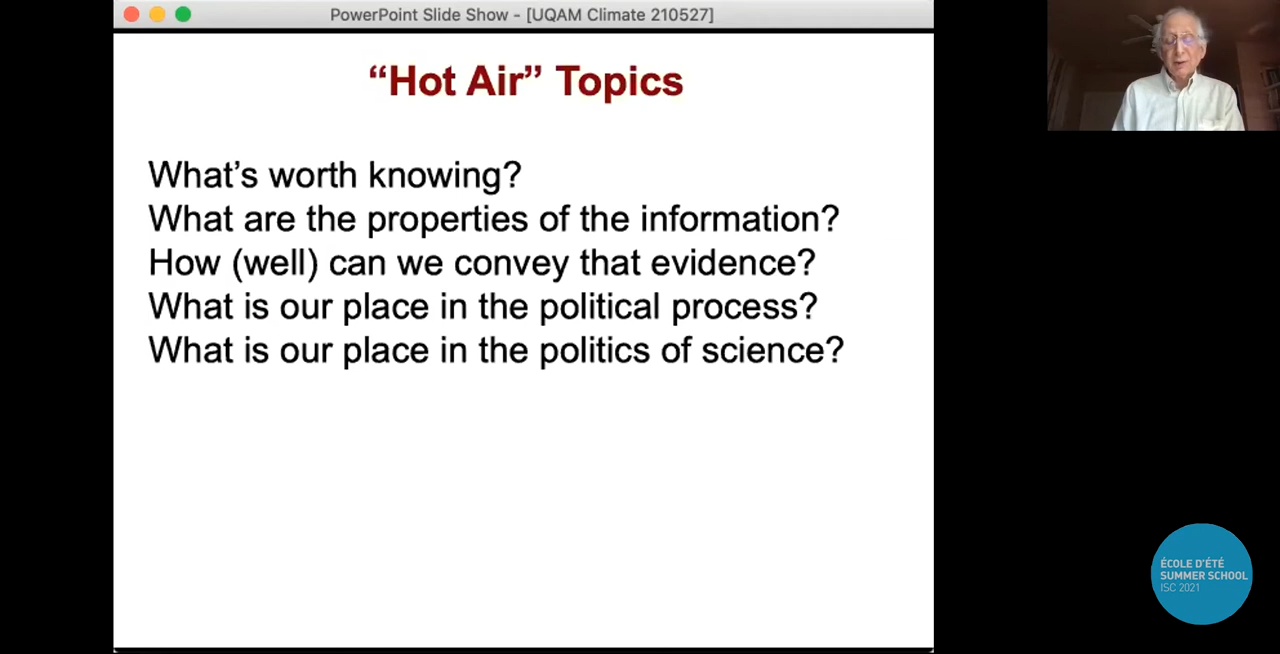 PowerPoint Slide Show - [UQAM Climate 210527]
“Hot Air” Topics
What’s worth knowing?
What are the properties of the information?
How (well) can we convey that evidence?
What is our place in the political process?
What is our place in the politics of science?
ÉCOLE D'ÉTÉ
SUMMER SCHOOL
ISC 2021